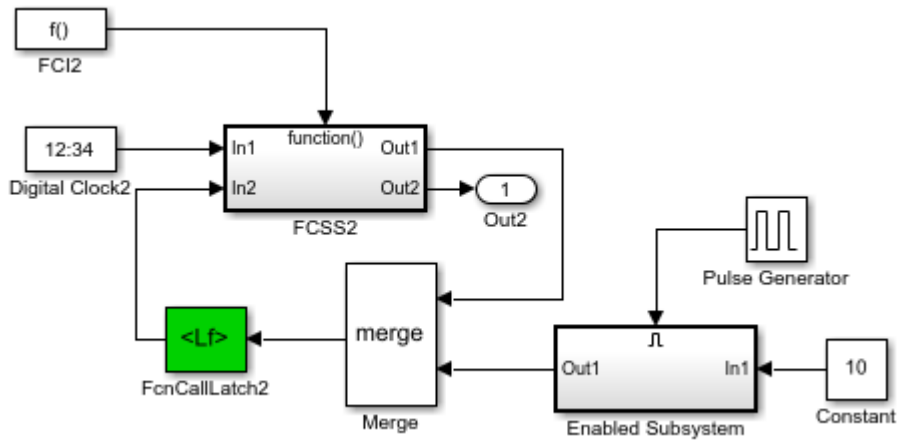 f()
FCI2
12:34
Digital Clock2
function()
In1
Out1
In2
Out2
FCSS2
1
Out2
Pulse Generator
<Lf>
FcnCallLatch2
merge
Merge
Out1
In1
Enabled Subsystem
10
Constant